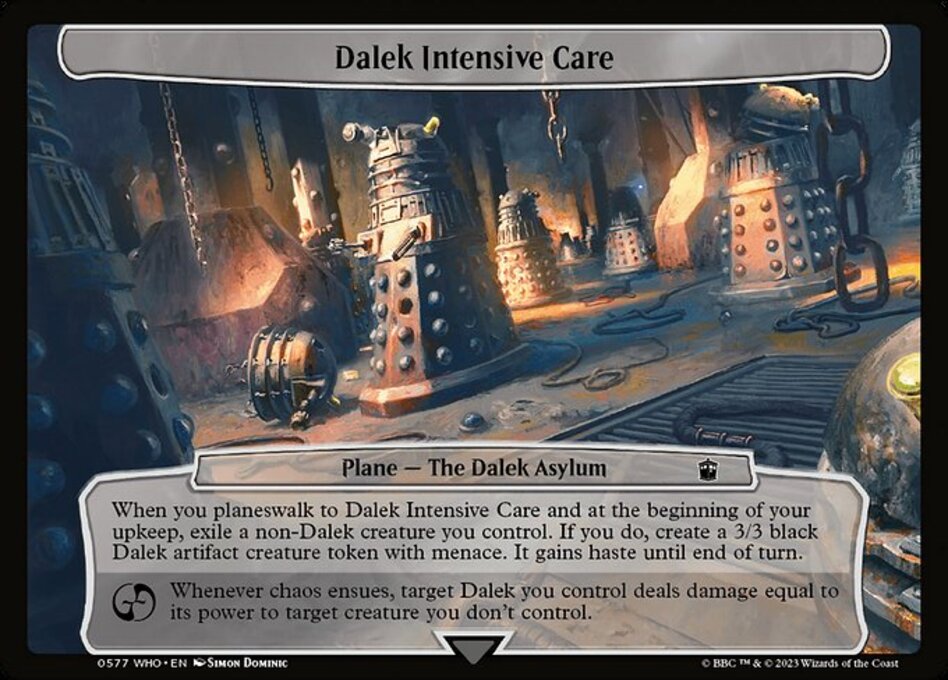 Dalek Intensive Care
Plane — The Dalek Asylum
When you planeswalk to Dalek Intensive Care and at the beginning of your
upkeep, exile a non-Dalek creature you control. If you do, create a 3/3 black
Dalek artifact creature token with menace. It gains haste until end of turn.
Whenever chaos ensues, target Dalek you control deals damage equal to
its power to target creature you don't control.
0577 WHO • EN Simon Dominic
© BBC ™ & © 2023 Wizards of the Coast